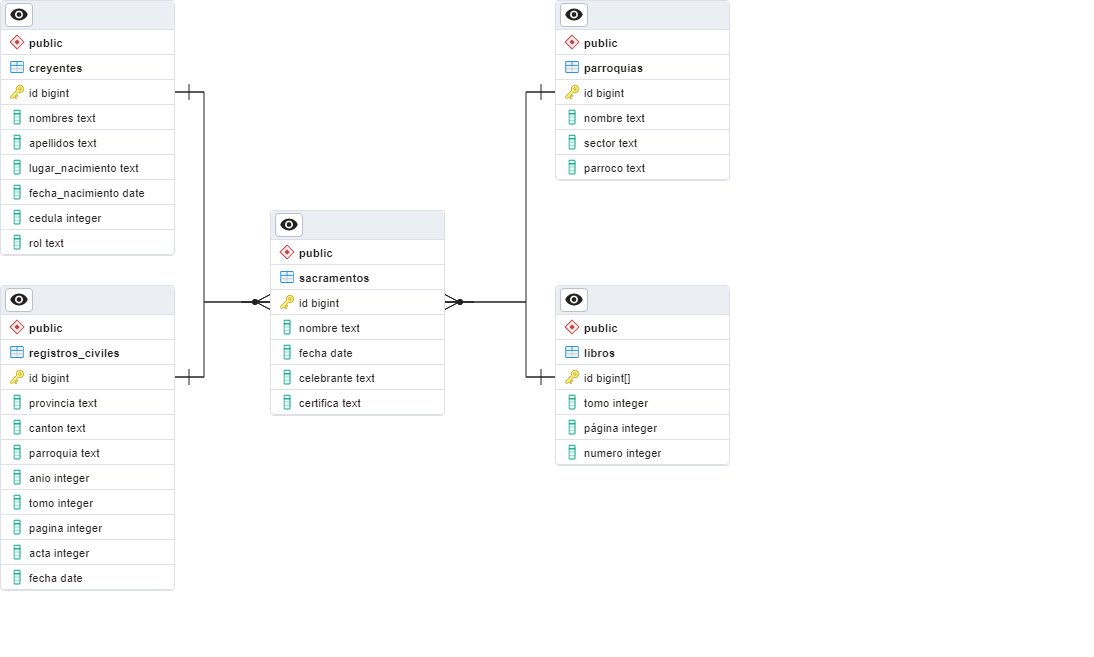 public
creyentes
id bigint
nombres text
apellidos text
lugar_nacimiento text
fecha_nacimiento date
cedula integer
rol text
public
registros_civiles
id bigint
provincia text
canton text
parroquia text
anio integer
tomo integer
pagina integer
acta integer
fecha date
public
sacramentos
id bigint
nombre text
fecha date
celebrante text
certifica text
public
parroquias
id bigint
nombre text
sector text
parroco text
public
libros
id bigint[]
tomo integer
página integer
numero integer